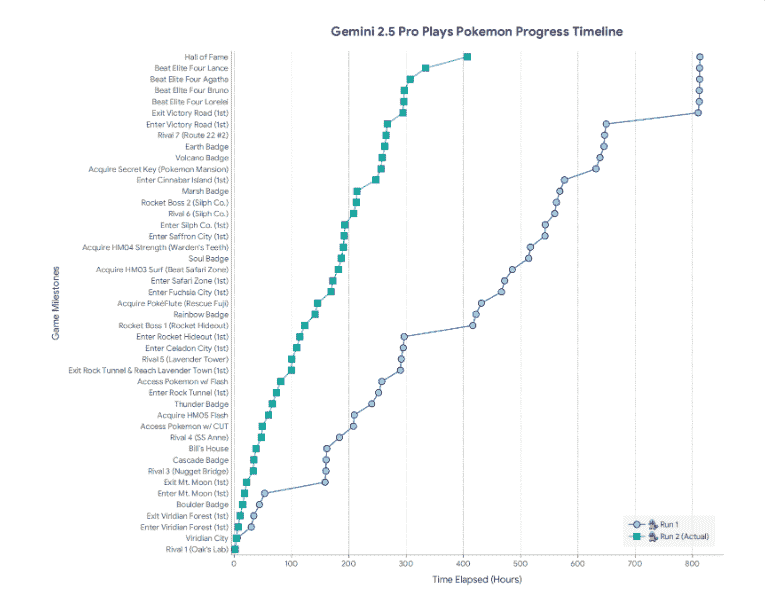 Gemini 2.5 Pro Plays Pokemon Progress Timeline
Hall of Fame
Beat Elite Four Lance
Beat Elite Four Agatha
Beat Elite Four Bruno
Beat Elite Four Lorelei
Exit Victory Road (1st)
Enter Victory Road (1st)
Rival 7 (Route 22 #2)
Earth Badge
Volcano Badge
Acquire Secret Key (Pokemon Mansion)
Enter Cinnabar Island (1st)
Marsh Badge
Rocket Boss 2 (Silph Co.)
Rival 6 (Silph Co.)
Enter Silph Co. (1st)
Enter Saffron City (1st)
Acquire HM04 Strength (Warden's Teeth)
Soul Badge
Acquire HM03 Surf (Beat Safari Zone)
Enter Safari Zone (1st)
Enter Fuchsia City (1st)
Acquire PokéFlute (Rescue Fuji)
Rainbow Badge
Rocket Boss 1 (Rocket Hideout)
Enter Rocket Hideout (1st)
Enter Celadon City (1st)
Rival 5 (Lavender Tower)
Exit Rock Tunnel & Reach Lavender Town (1st)
Access Pokemon w/ Flash
Enter Rock Tunnel (1st)
Thunder Badge
Acquire HM05 Flash
Access Pokemon w/ CUT
Rival 4 (SS Anne)
Bill's House
Cascade Badge
Rival 3 (Nugget Bridge)
Exit Mt. Moon (1st)
Enter Mt. Moon (1st)
Boulder Badge
Exit Viridian Forest (1st)
Enter Viridian Forest (1st)
Viridian City
Rival 1 (Oak's Lab)
Game Milestones
0 100 200 300 400 500 600 700 800
Time Elapsed (Hours)
Run 1
Run 2 (Actual)